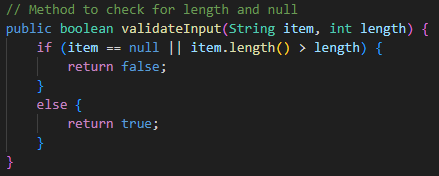 // Method to check for length and null
public boolean validateInput(String item, int length) {
    if (item == null || item.length() > length) {
        return false;
    }
    else {
        return true;
    }
}